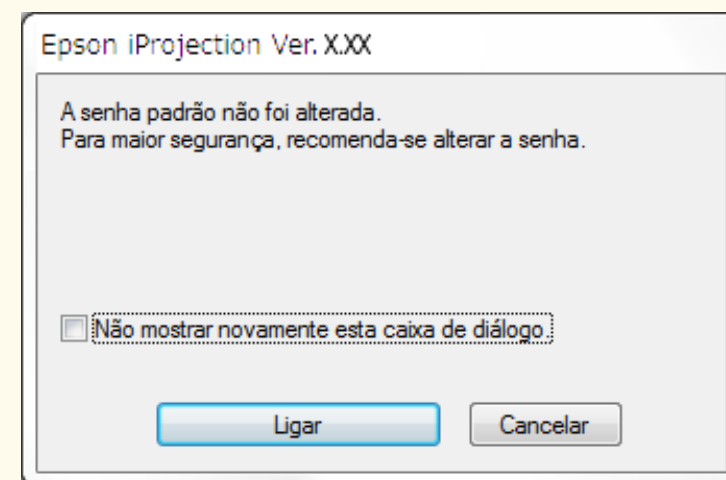 Epson iProjection Ver. X.XX
A senha padrão não foi alterada.
Para maior segurança, recomenda-se alterar a senha.
Não mostrar novamente esta caixa de diálogo.
Ligar
Cancelar